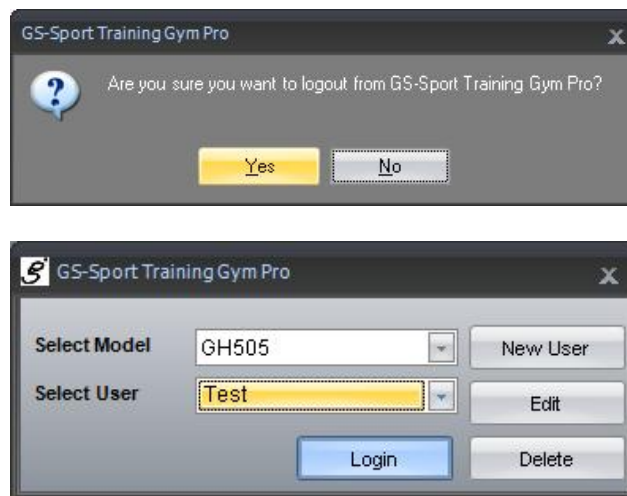 GS-Sport Training Gym Pro
Are you sure you want to logout from GS-Sport Training Gym Pro?
Yes No
GS-Sport Training Gym Pro
Select Model GH505 New User
Select User Test Edit
Login Delete